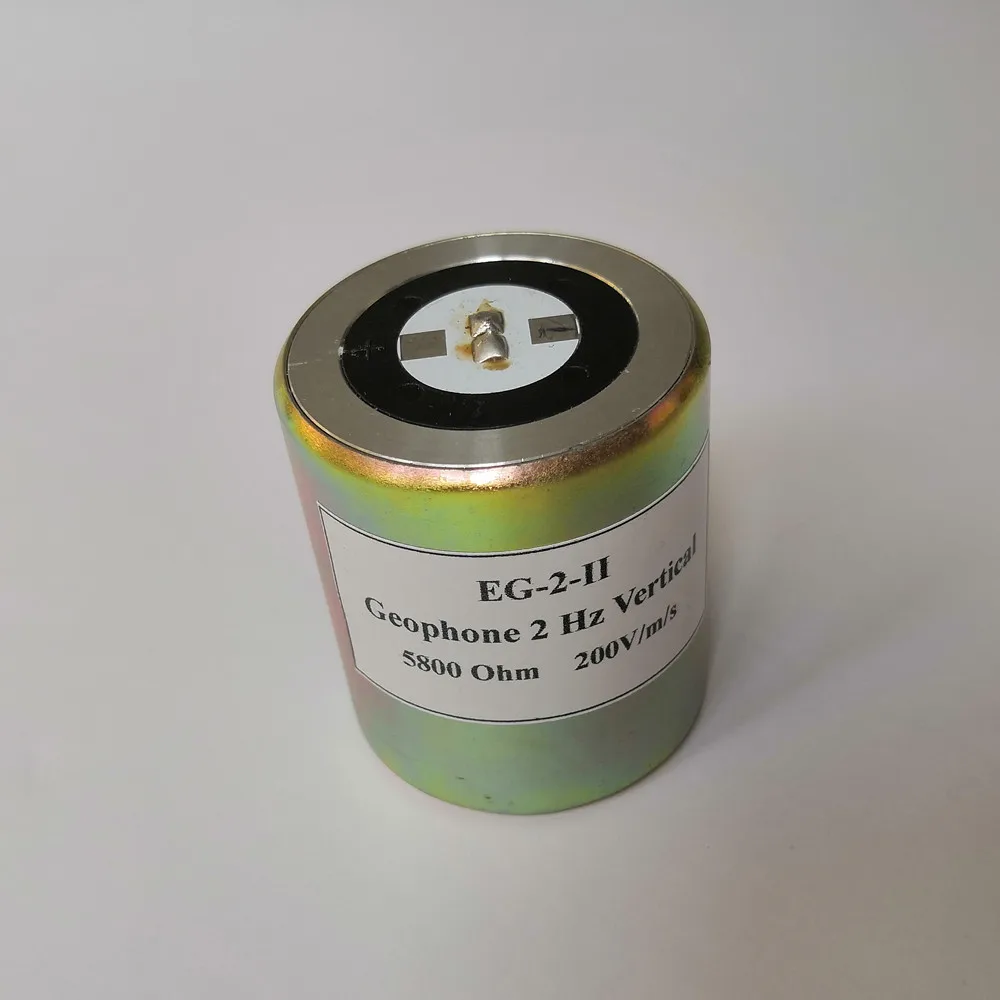 EG-2-II
Geophone 2 Hz Vertical
5800 Ohm 200V/m/s